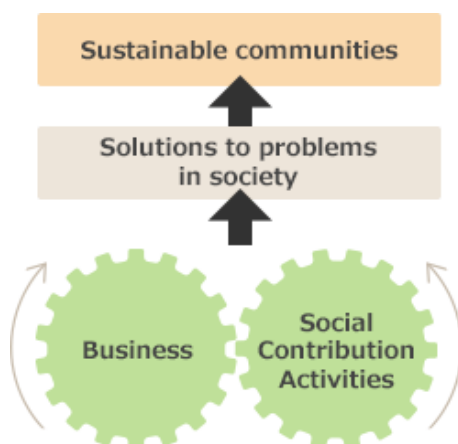 Sustainable communities
Solutions to problems
in society
Business
Social
Contribution
Activities